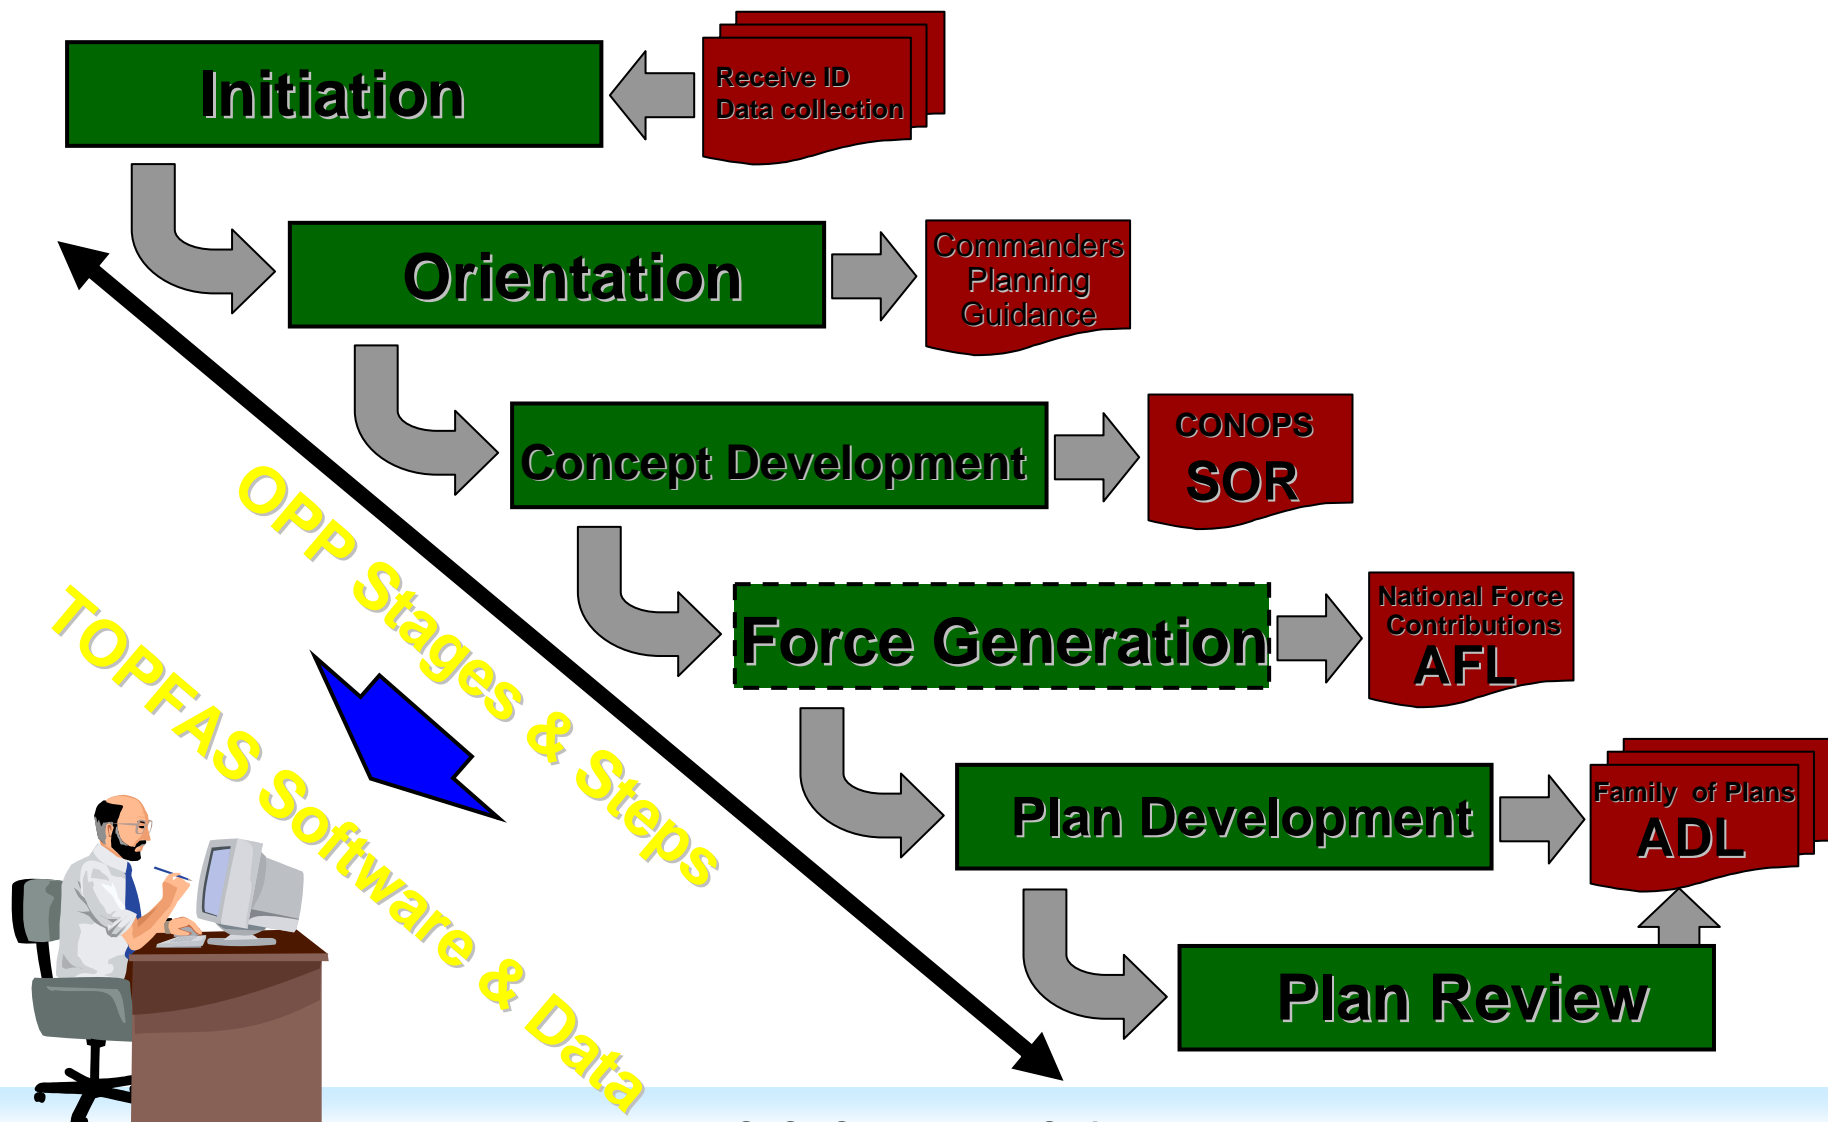 Initiation
Receive ID
Data collection
Orientation
Commanders
Planning
Guidance
Concept Development
CONOPS
SOR
OPP Stages & Steps
TOPFAS Software & Data
Force Generation
National Force
Contributions
AFL
Plan Development
Family of Plans
ADL
Plan Review